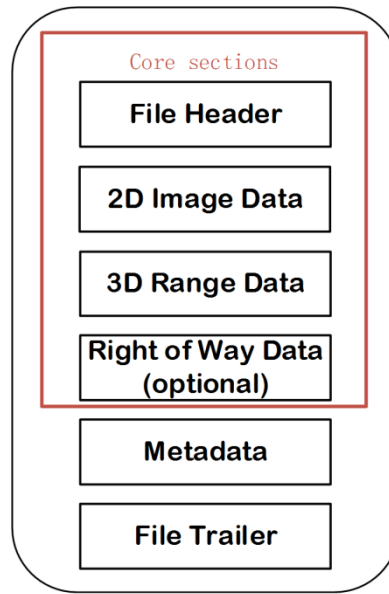 Core sections
File Header
2D Image Data
3D Range Data
Right of Way Data
(optional)
Metadata
File Trailer